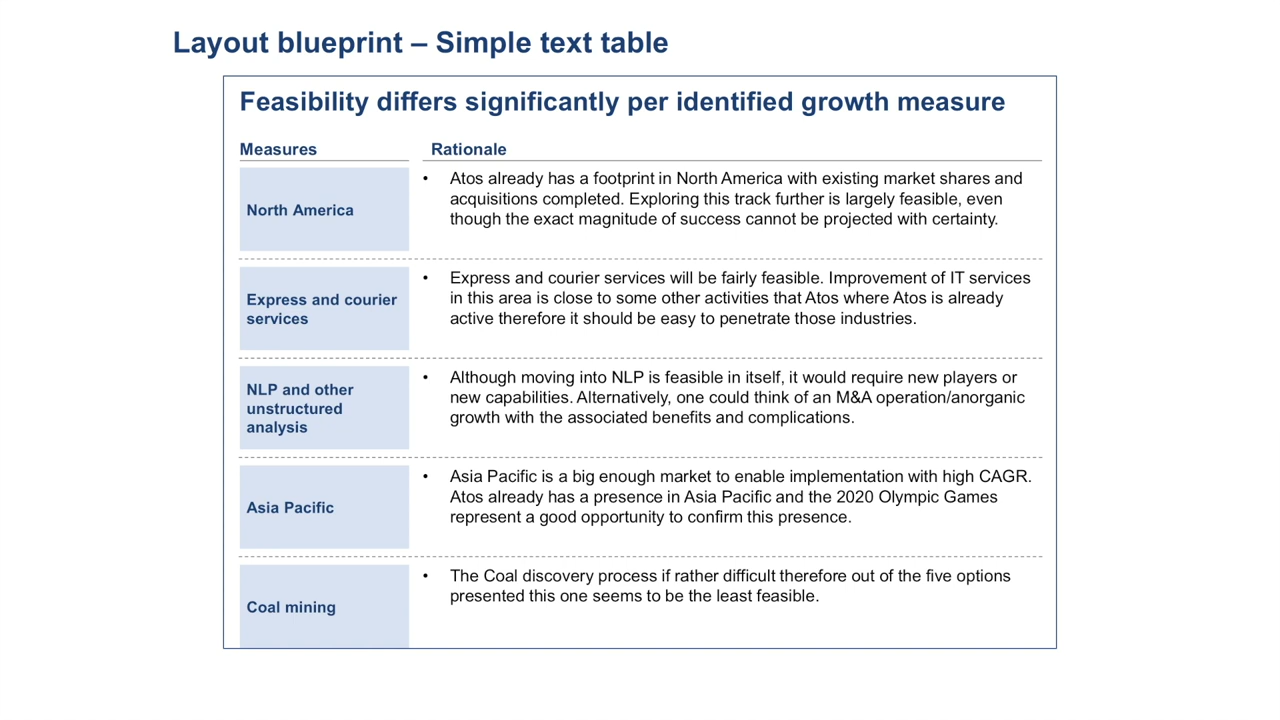 Layout blueprint – Simple text table
Feasibility differs significantly per identified growth measure
Measures
Rationale
North America
• Atos already has a footprint in North America with existing market shares and
acquisitions completed. Exploring this track further is largely feasible, even
though the exact magnitude of success cannot be projected with certainty.
Express and courier
services
• Express and courier services will be fairly feasible. Improvement of IT services
in this area is close to some other activities that Atos where Atos is already
active therefore it should be easy to penetrate those industries.
NLP and other
unstructured
analysis
• Although moving into NLP is feasible in itself, it would require new players or
new capabilities. Alternatively, one could think of an M&A operation/anorganic
growth with the associated benefits and complications.
Asia Pacific
• Asia Pacific is a big enough market to enable implementation with high CAGR.
Atos already has a presence in Asia Pacific and the 2020 Olympic Games
represent a good opportunity to confirm this presence.
Coal mining
• The Coal discovery process if rather difficult therefore out of the five options
presented this one seems to be the least feasible.